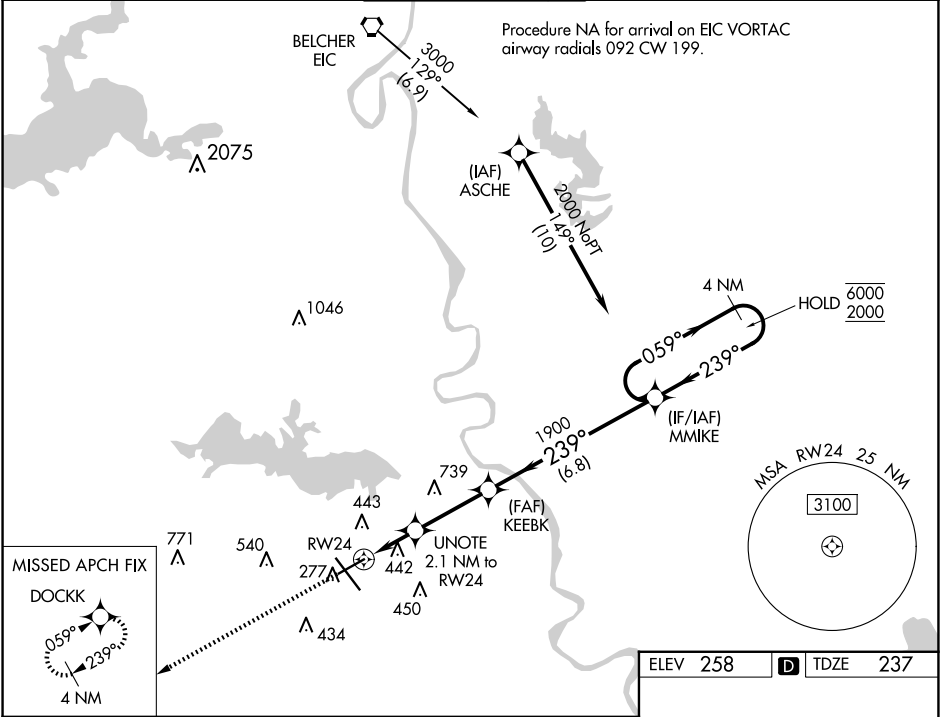 BELCHER
EIC
3000
129°
(6.9)
Procedure NA for arrival on EIC VORTAC
airway radials 092 CW 199.
2075
(IAF)
ASCHE
2000 NoPT
149°
(10)
1046
4 NM
HOLD
6000
2000
059°
239°
(IF/IAF)
MMIKE
1900
239°
(6.8)
(FAF)
KEEBK
739
443
UNOTE
2.1 NM to
RW24
RW24
442
450
277
434
771
540
MSA RW24 25 NM
3100
MISSED APCH FIX
DOCKK
059°
239°
4 NM
ELEV 258
D
TDZE 237